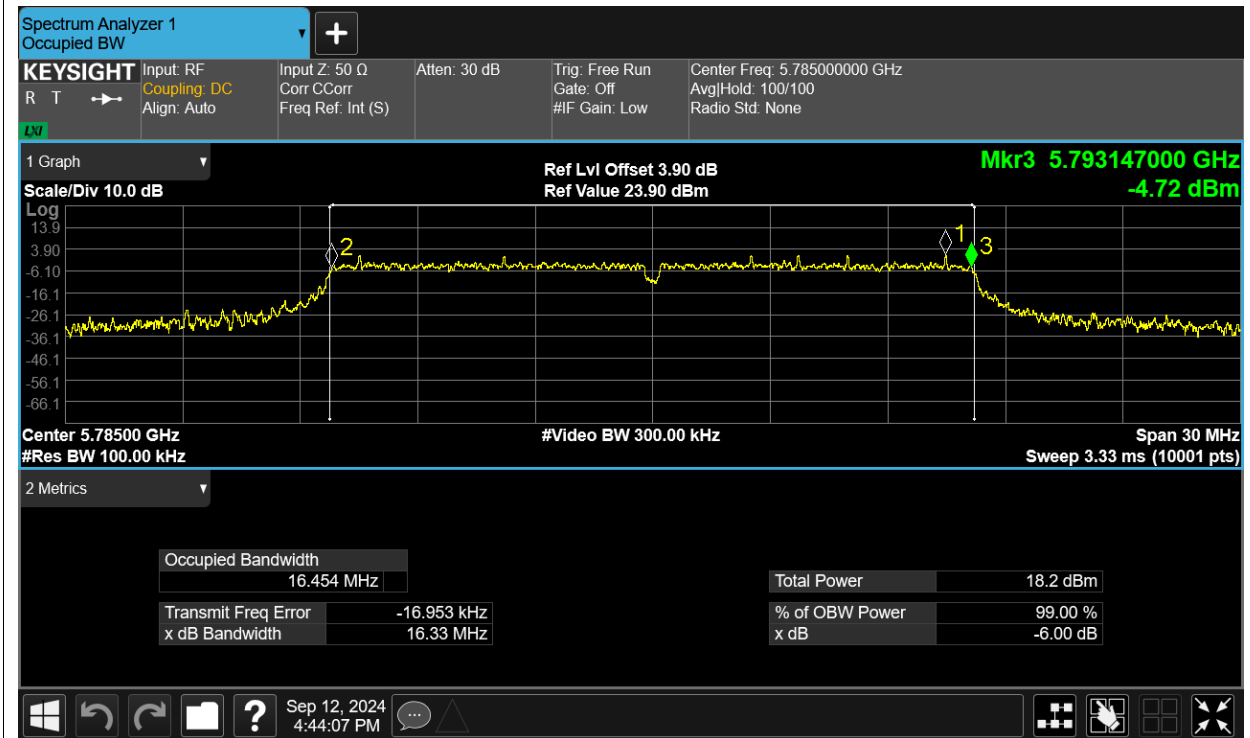 Spectrum Analyzer 1
Occupied BW
KEYSIGHT
R T
LXI
Input: RF
Coupling: DC
Align: Auto
Input Z: 50 Ω
Corr CCorr
Freq Ref: Int (S)
Atten: 30 dB
Trig: Free Run
Gate: Off
#IF Gain: Low
Center Freq: 5.785000000 GHz
Avg|Hold: 100/100
Radio Std: None
1 Graph
Scale/Div 10.0 dB
Ref Lvl Offset 3.90 dB
Ref Value 23.90 dBm
Mkr3 5.793147000 GHz
-4.72 dBm
Log
13.9
3.90
-6.10
-16.1
-26.1
-36.1
-46.1
-56.1
-66.1
2
1
3
Center 5.78500 GHz
#Res BW 100.00 kHz
#Video BW 300.00 kHz
Span 30 MHz
Sweep 3.33 ms (10001 pts)
2 Metrics
Occupied Bandwidth
16.454 MHz
Transmit Freq Error -16.953 kHz
x dB Bandwidth 16.33 MHz
Total Power 18.2 dBm
% of OBW Power 99.00 %
x dB -6.00 dB
?
Sep 12, 2024
4:44:07 PM